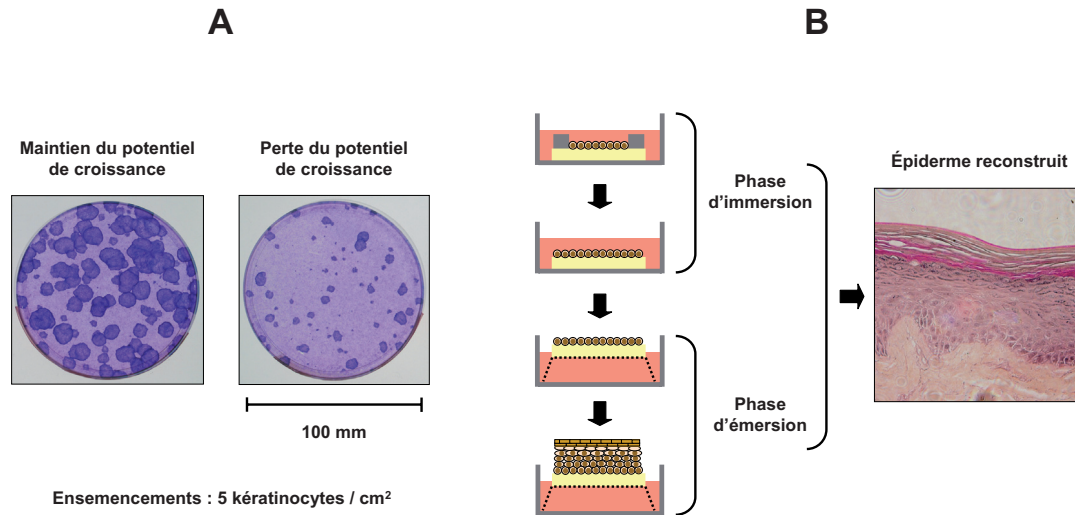 A
B
Maintien du potentiel
de croissance
Perte du potentiel
de croissance
100 mm
Ensemencements : 5 kératinocytes / cm²
Phase
d'immersion
Phase
d'émersion
Épiderme reconstruit